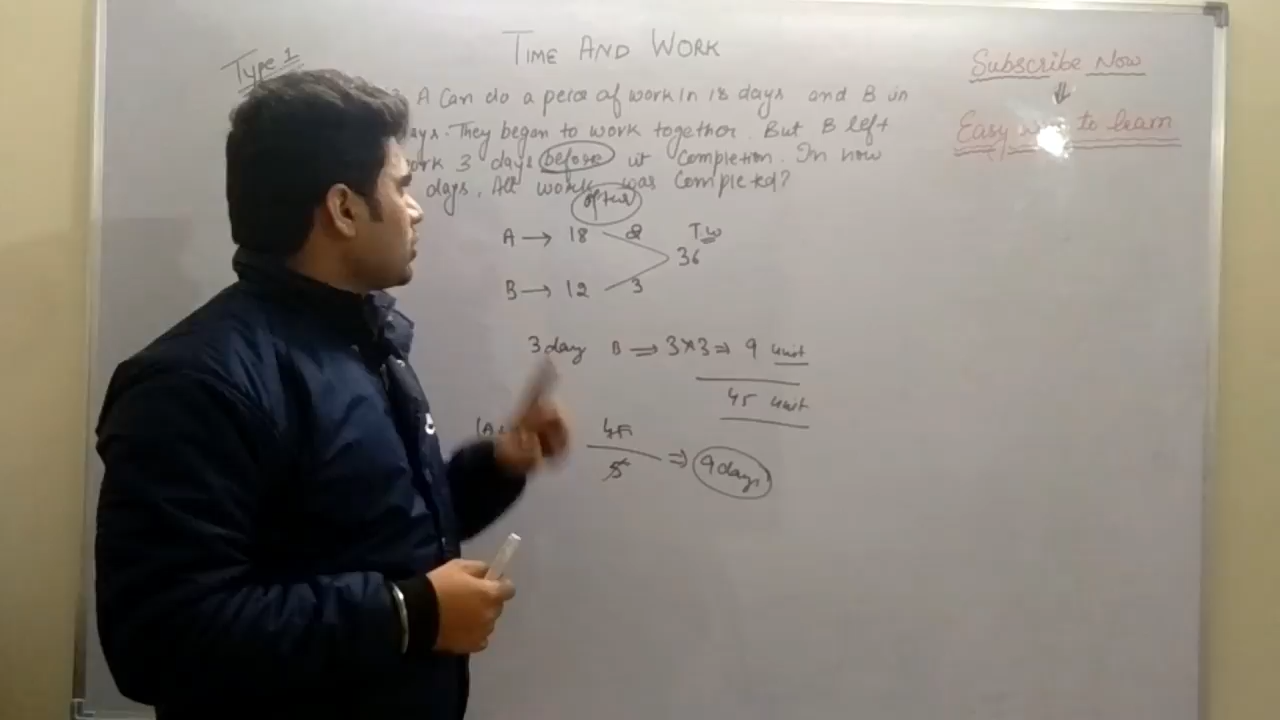 TIME AND WORK
Type 1
Subscribe Now
⇓
Easy way to learn
A Can do a peice of work in 18 days and B in
ays. They began to work together. But B left
ork 3 days before it Completion. In how
days, All work was Completed?
after
A → 18 2 T.W
36
B → 12 3
3 day B ⇒ 3×3 ⇒ 9 unit
45 unit
(A+
45
5 ⇒ 9 days